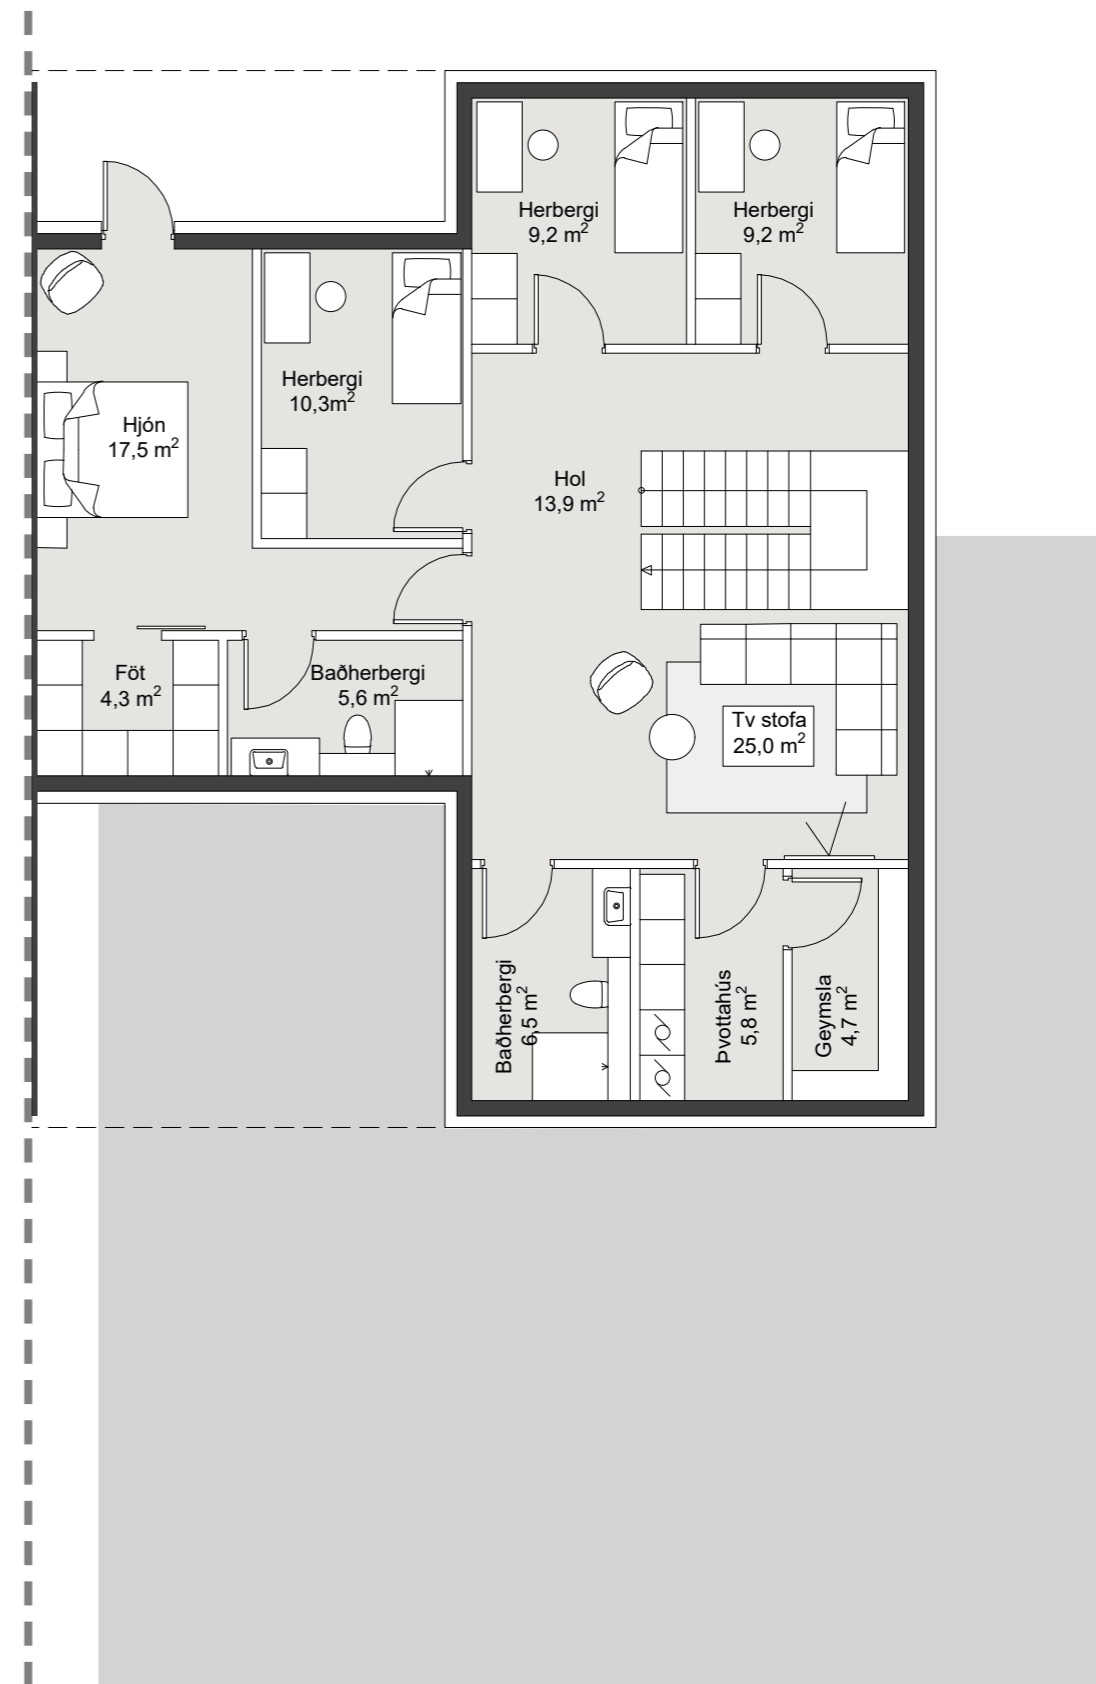 Herbergi
9,2 m²
Herbergi
9,2 m²
Herbergi
10,3m²
Hjón
17,5 m²
Hol
13,9 m²
Föt
4,3 m²
Baðherbergi
5,6 m²
Tv stofa
25,0 m²
Baðherbergi
6,5 m²
Þvottahús
5,8 m²
Geymsla
4,7 m²